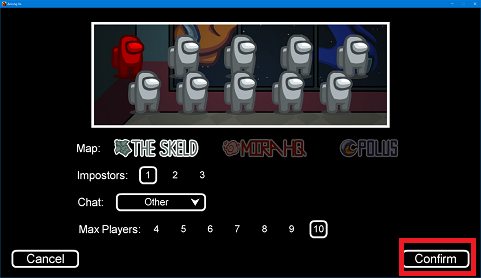 Among Us
Map: THE SKELD MIRA HQ POLUS
Impostors: 1 2 3
Chat: Other
Max Players: 4 5 6 7 8 9 10
Cancel Confirm